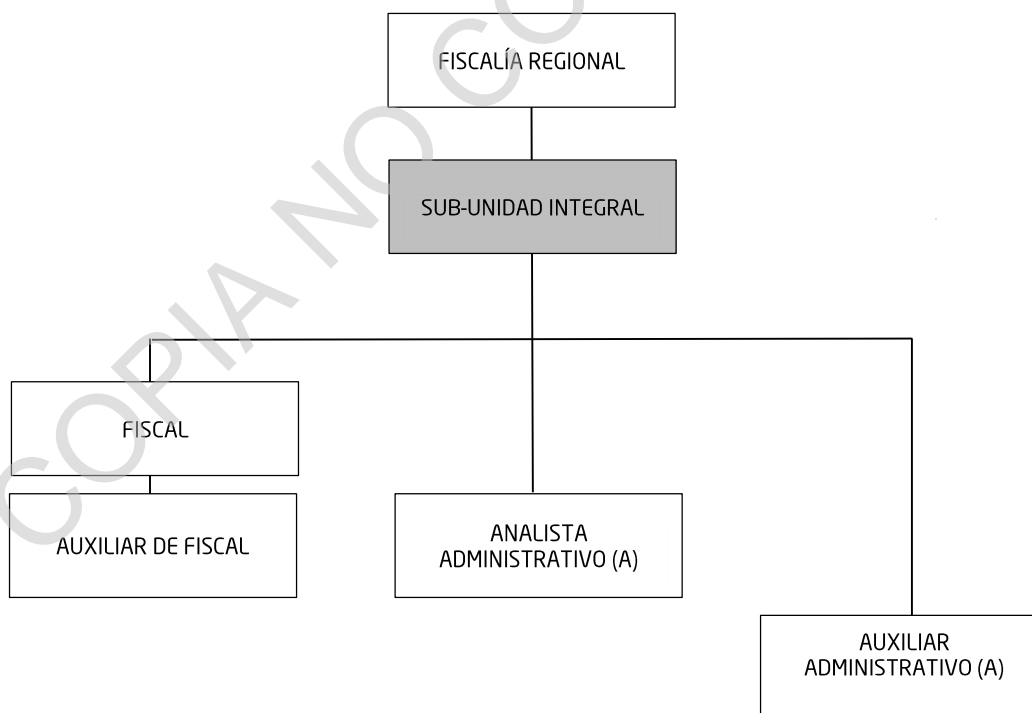 FISCALÍA REGIONAL
SUB-UNIDAD INTEGRAL
FISCAL
AUXILIAR DE FISCAL
ANALISTA
ADMINISTRATIVO (A)
AUXILIAR
ADMINISTRATIVO (A)
COPIA NO CO